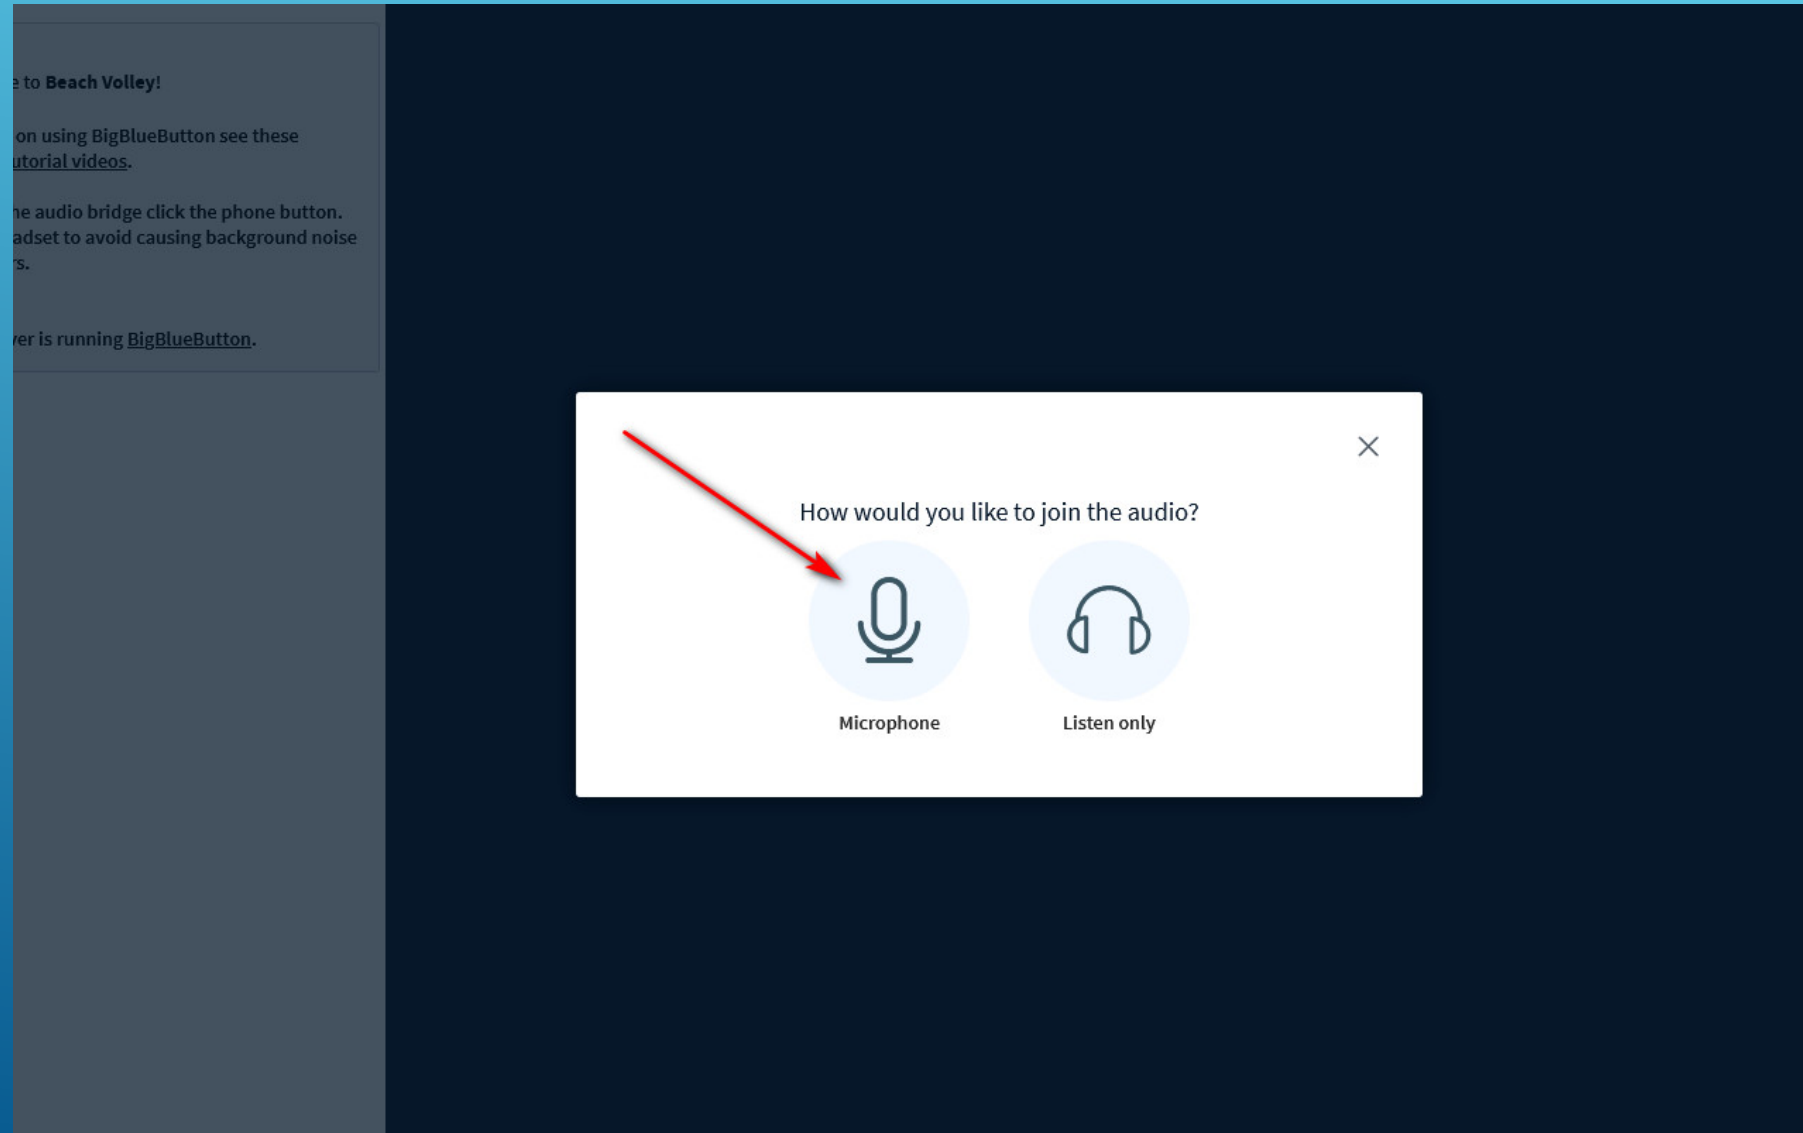 e to Beach Volley!
on using BigBlueButton see these
utorial videos.
he audio bridge click the phone button.
adset to avoid causing background noise
rs.
ver is running BigBlueButton.
How would you like to join the audio?
Microphone
Listen only